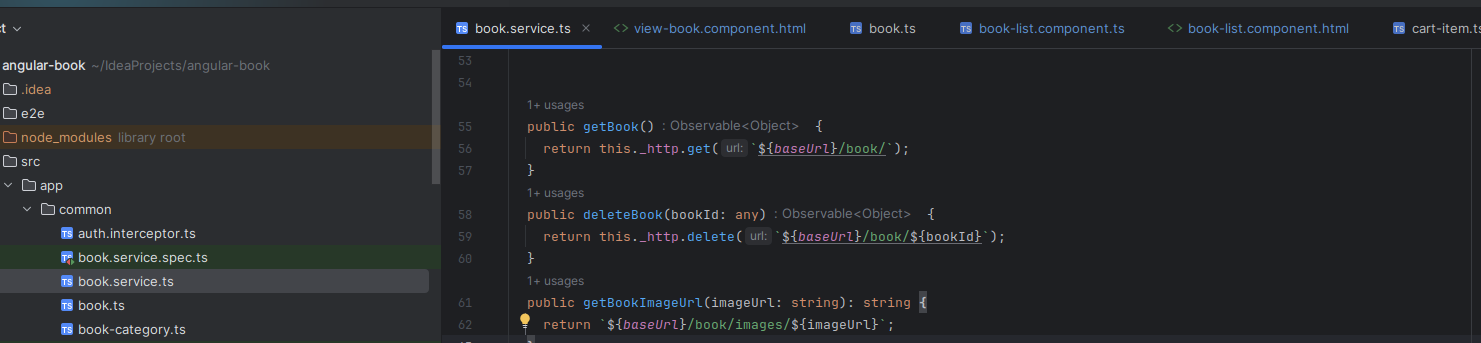 ct
book.service.ts
view-book.component.html
book.ts
book-list.component.ts
book-list.component.html
cart-item.ts
angular-book ~/IdeaProjects/angular-book
.idea
e2e
node_modules library root
src
app
common
auth.interceptor.ts
book.service.spec.ts
book.service.ts
book.ts
book-category.ts
53
54
1+ usages
55 public getBook() : Observable<Object> {
56 return this._http.get( url: `${baseUrl}/book/`);
57 }
1+ usages
58 public deleteBook(bookId: any) : Observable<Object> {
59 return this._http.delete( url: `${baseUrl}/book/${bookId}`);
60 }
1+ usages
61 public getBookImageUrl(imageUrl: string): string {
62 return `${baseUrl}/book/images/${imageUrl}`;